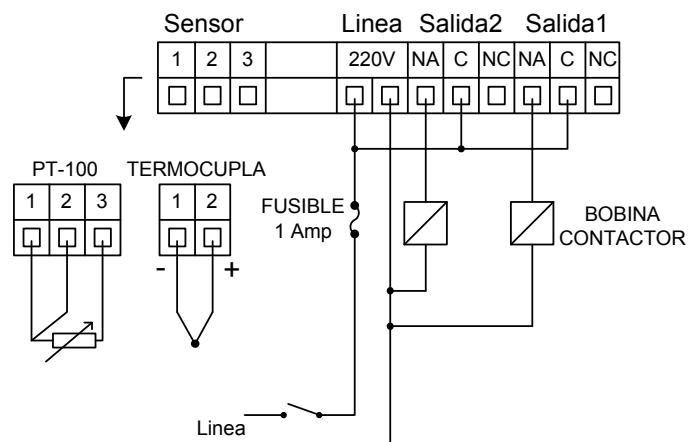 Sensor Linea Salida2 Salida1
1 2 3 220V NA C NC NA C NC
PT-100 TERMOCUPLA
1 2 3 1 2
- +
FUSIBLE
1 Amp
BOBINA
CONTACTOR
Linea